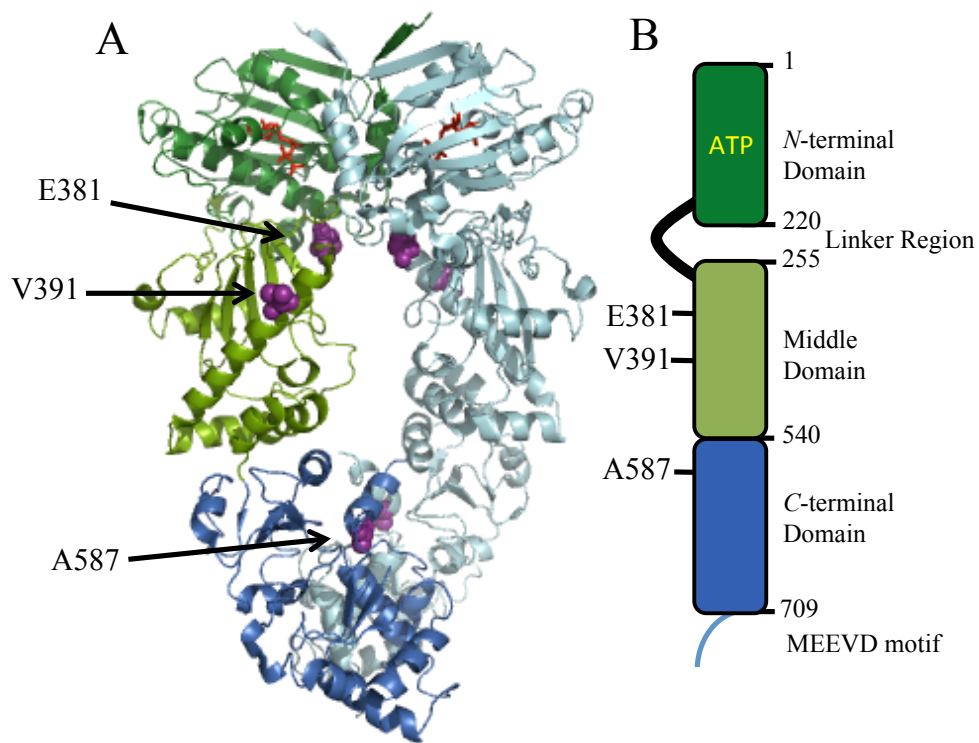 A
E381
V391
A587
B
1
ATP
N-terminal
Domain
220
Linker Region
255
E381
V391
Middle
Domain
540
A587
C-terminal
Domain
709
MEEVD motif